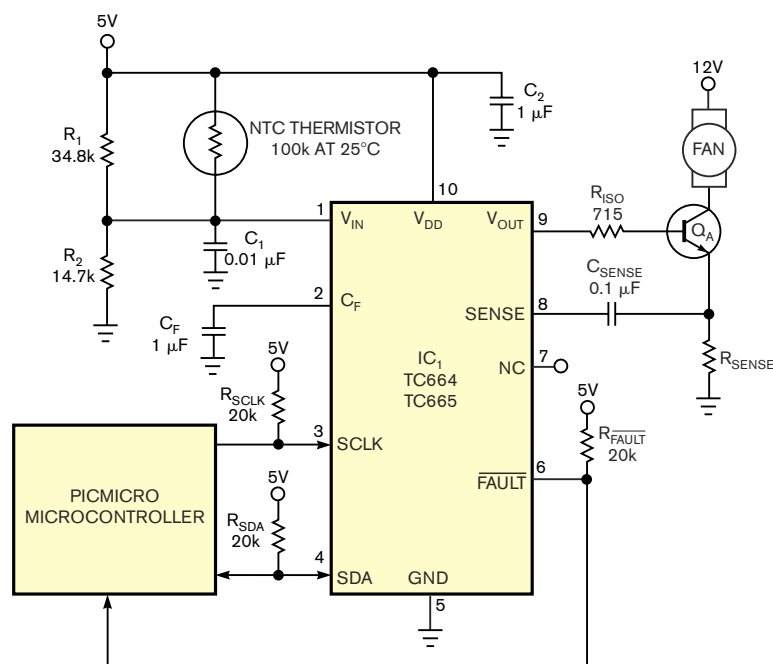 5V
R1
34.8k
NTC THERMISTOR
100k AT 25°C
C2
1 µF
12V
FAN
R2
14.7k
C1
0.01 µF
1
VIN
10
VDD
VOUT
9
RISO
715
QA
2
CF
CF
1 µF
SENSE
8
CSENSE
0.1 µF
RSENSE
IC1
TC664
TC665
NC
7
5V
RSCLK
20k
3
SCLK
5V
RFAULT
20k
FAULT
6
PICMICRO
MICROCONTROLLER
5V
RSDA
20k
4
SDA
GND
5